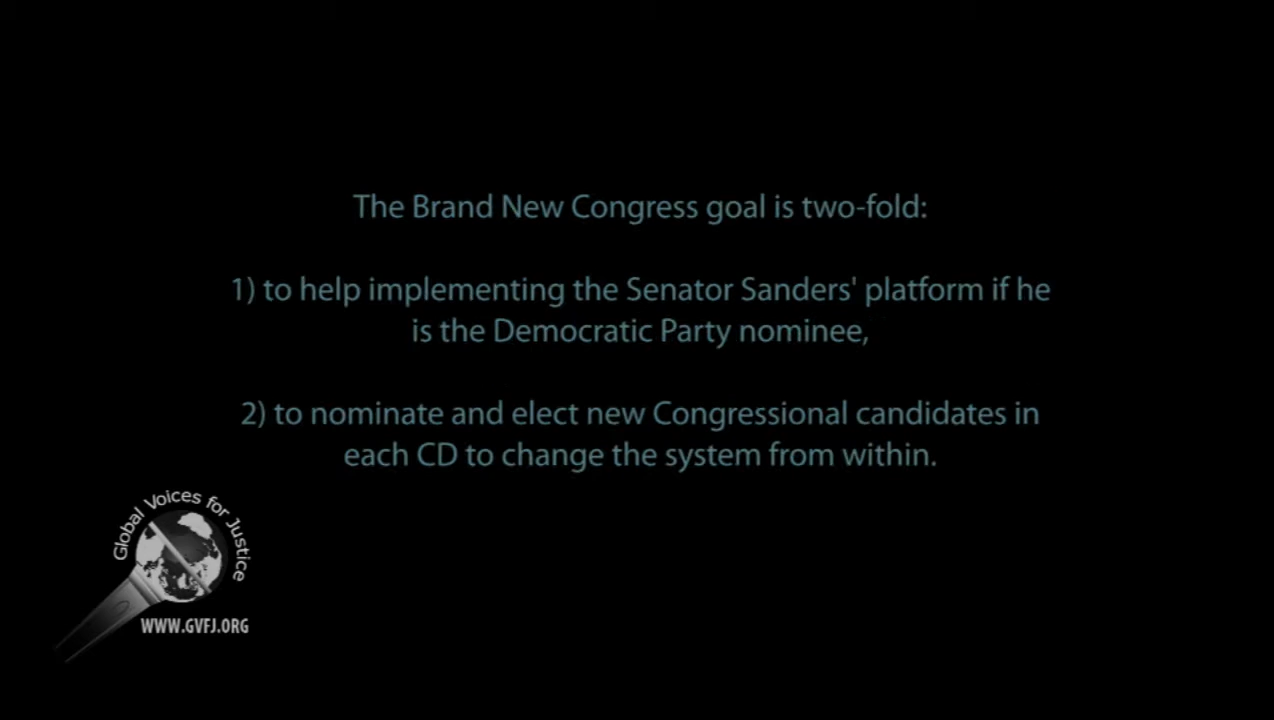 The Brand New Congress goal is two-fold:
1) to help implementing the Senator Sanders' platform if he
is the Democratic Party nominee,
2) to nominate and elect new Congressional candidates in
each CD to change the system from within.
Global Voices for Justice
WWW.GVFJ.ORG